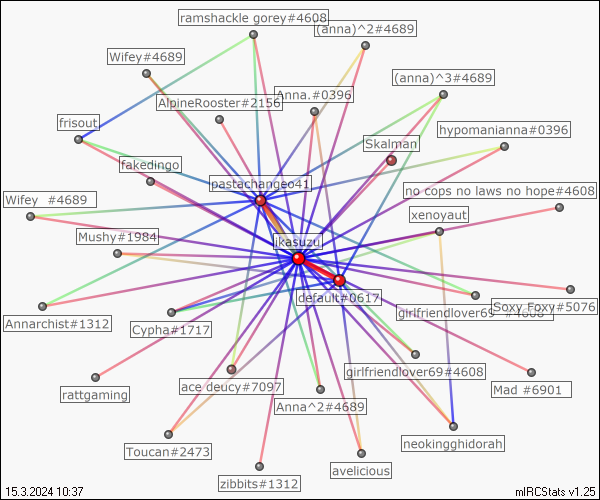 ramshackle gorey#4608
(anna)^2#4689
Wifey#4689
(anna)^3#4689
AlpineRooster#2156
Anna.#0396
frisout
hypomanianna#0396
Skalman
fakedingo
pastachangeo41
no cops no laws no hope#4608
Wifey  #4689
xenoyaut
Mushy#1984
ikasuzu
default#0617
girlfriendlover69
Soxy Foxy#5076
Annarchist#1312
Cypha#1717
girlfriendlover69#4608
ace deucy#7097
Mad #6901
rattgaming
Anna^2#4689
neokingghidorah
Toucan#2473
avelicious
zibbits#1312
15.3.2024 10:37
mIRCStats v1.25